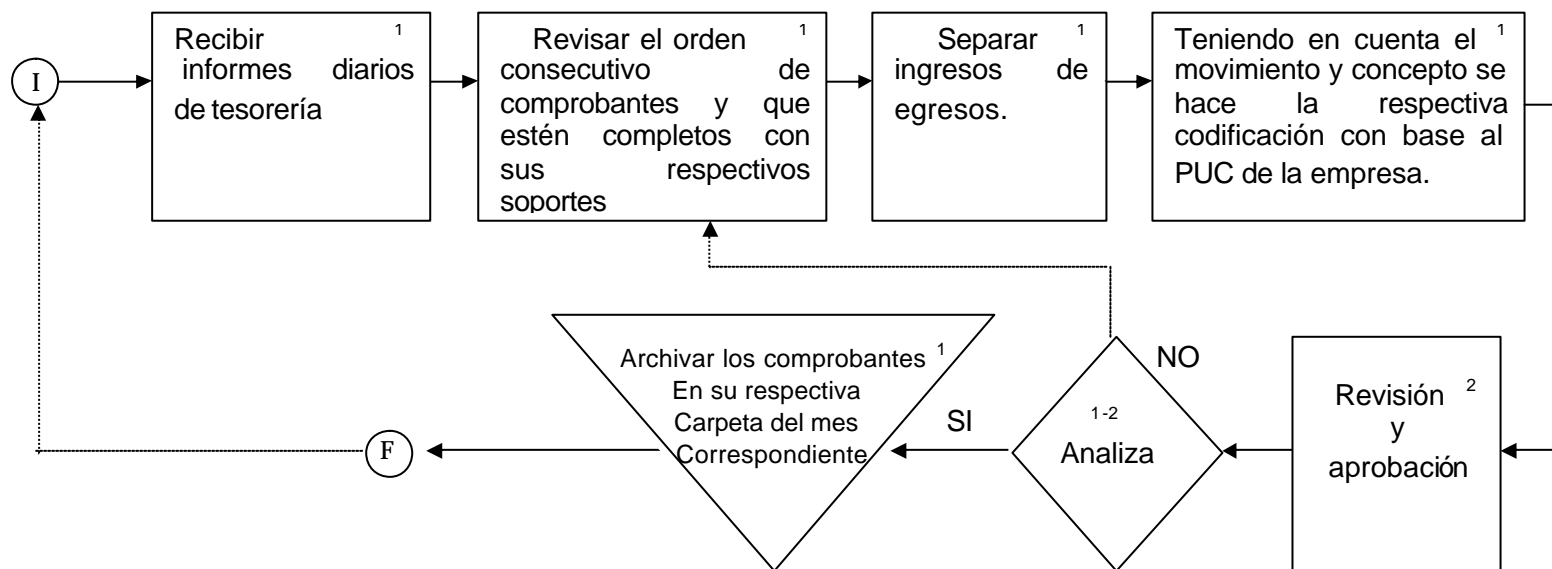 I
Recibir 1
informes diarios
de tesorería
Revisar el orden 1
consecutivo de
comprobantes y que
estén completos con
sus respectivos
soportes
Separar 1
ingresos de
egresos.
Teniendo en cuenta el 1
movimiento y concepto se
hace la respectiva
codificación con base al
PUC de la empresa.
Revisión 2
y
aprobación
NO
1-2
Analiza
SI
Archivar los comprobantes 1
En su respectiva
Carpeta del mes
Correspondiente
F